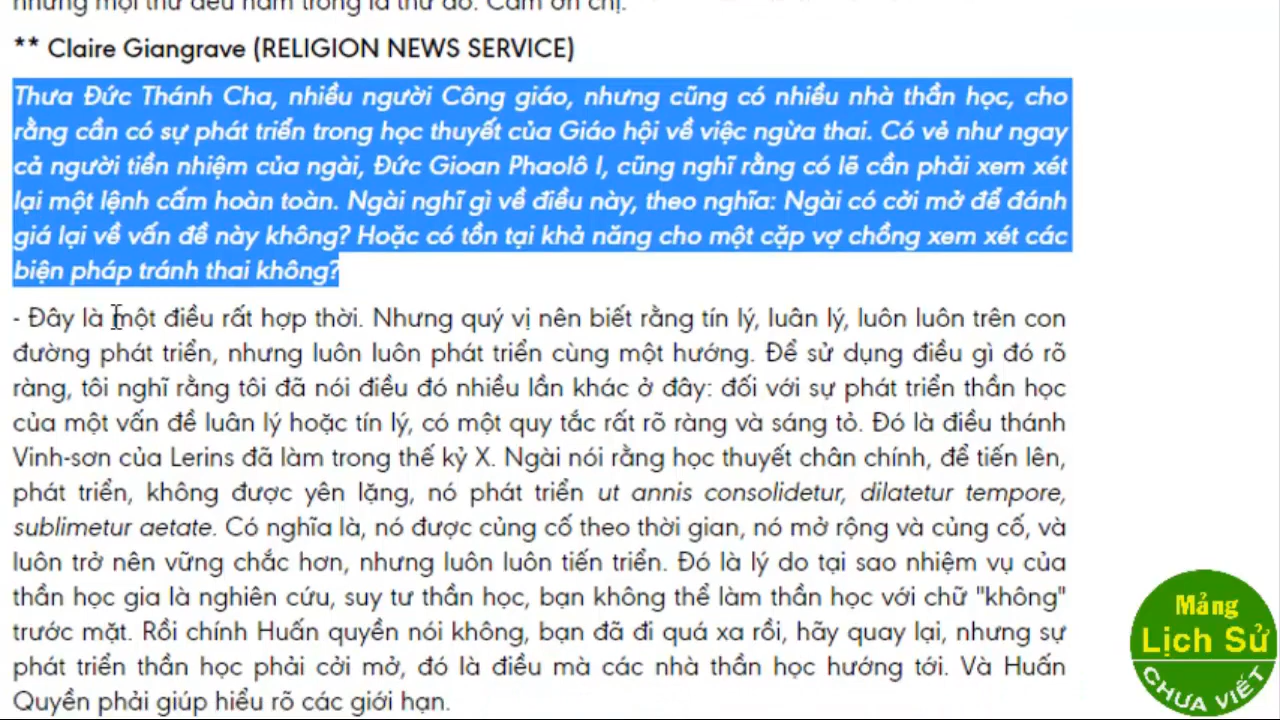 những mọi thứ đều nằm trong lá thư đó. Cảm ơn chị.
** Claire Giangrave (RELIGION NEWS SERVICE)
Thưa Đức Thánh Cha, nhiều người Công giáo, nhưng cũng có nhiều nhà thần học, cho
rằng cần có sự phát triển trong học thuyết của Giáo hội về việc ngừa thai. Có vẻ như ngay
cả người tiền nhiệm của ngài, Đức Gioan Phaolô I, cũng nghĩ rằng có lẽ cần phải xem xét
lại một lệnh cấm hoàn toàn. Ngài nghĩ gì về điều này, theo nghĩa: Ngài có cởi mở để đánh
giá lại về vấn đề này không? Hoặc có tồn tại khả năng cho một cặp vợ chồng xem xét các
biện pháp tránh thai không?
- Đây là một điều rất hợp thời. Nhưng quý vị nên biết rằng tín lý, luân lý, luôn luôn trên con
đường phát triển, nhưng luôn luôn phát triển cùng một hướng. Để sử dụng điều gì đó rõ
ràng, tôi nghĩ rằng tôi đã nói điều đó nhiều lần khác ở đây: đối với sự phát triển thần học
của một vấn đề luân lý hoặc tín lý, có một quy tắc rất rõ ràng và sáng tỏ. Đó là điều thánh
Vinh-sơn của Lerins đã làm trong thế kỷ X. Ngài nói rằng học thuyết chân chính, để tiến lên,
phát triển, không được yên lặng, nó phát triển ut annis consolidetur, dilatetur tempore,
sublimetur aetate. Có nghĩa là, nó được củng cố theo thời gian, nó mở rộng và củng cố, và
luôn trở nên vững chắc hơn, nhưng luôn luôn tiến triển. Đó là lý do tại sao nhiệm vụ của
thần học gia là nghiên cứu, suy tư thần học, bạn không thể làm thần học với chữ "không"
trước mặt. Rồi chính Huấn quyền nói không, bạn đã đi quá xa rồi, hãy quay lại, nhưng sự
phát triển thần học phải cởi mở, đó là điều mà các nhà thần học hướng tới. Và Huấn
Quyền phải giúp hiểu rõ các giới hạn.
Mảng
Lịch Sử
CHƯA VIẾT